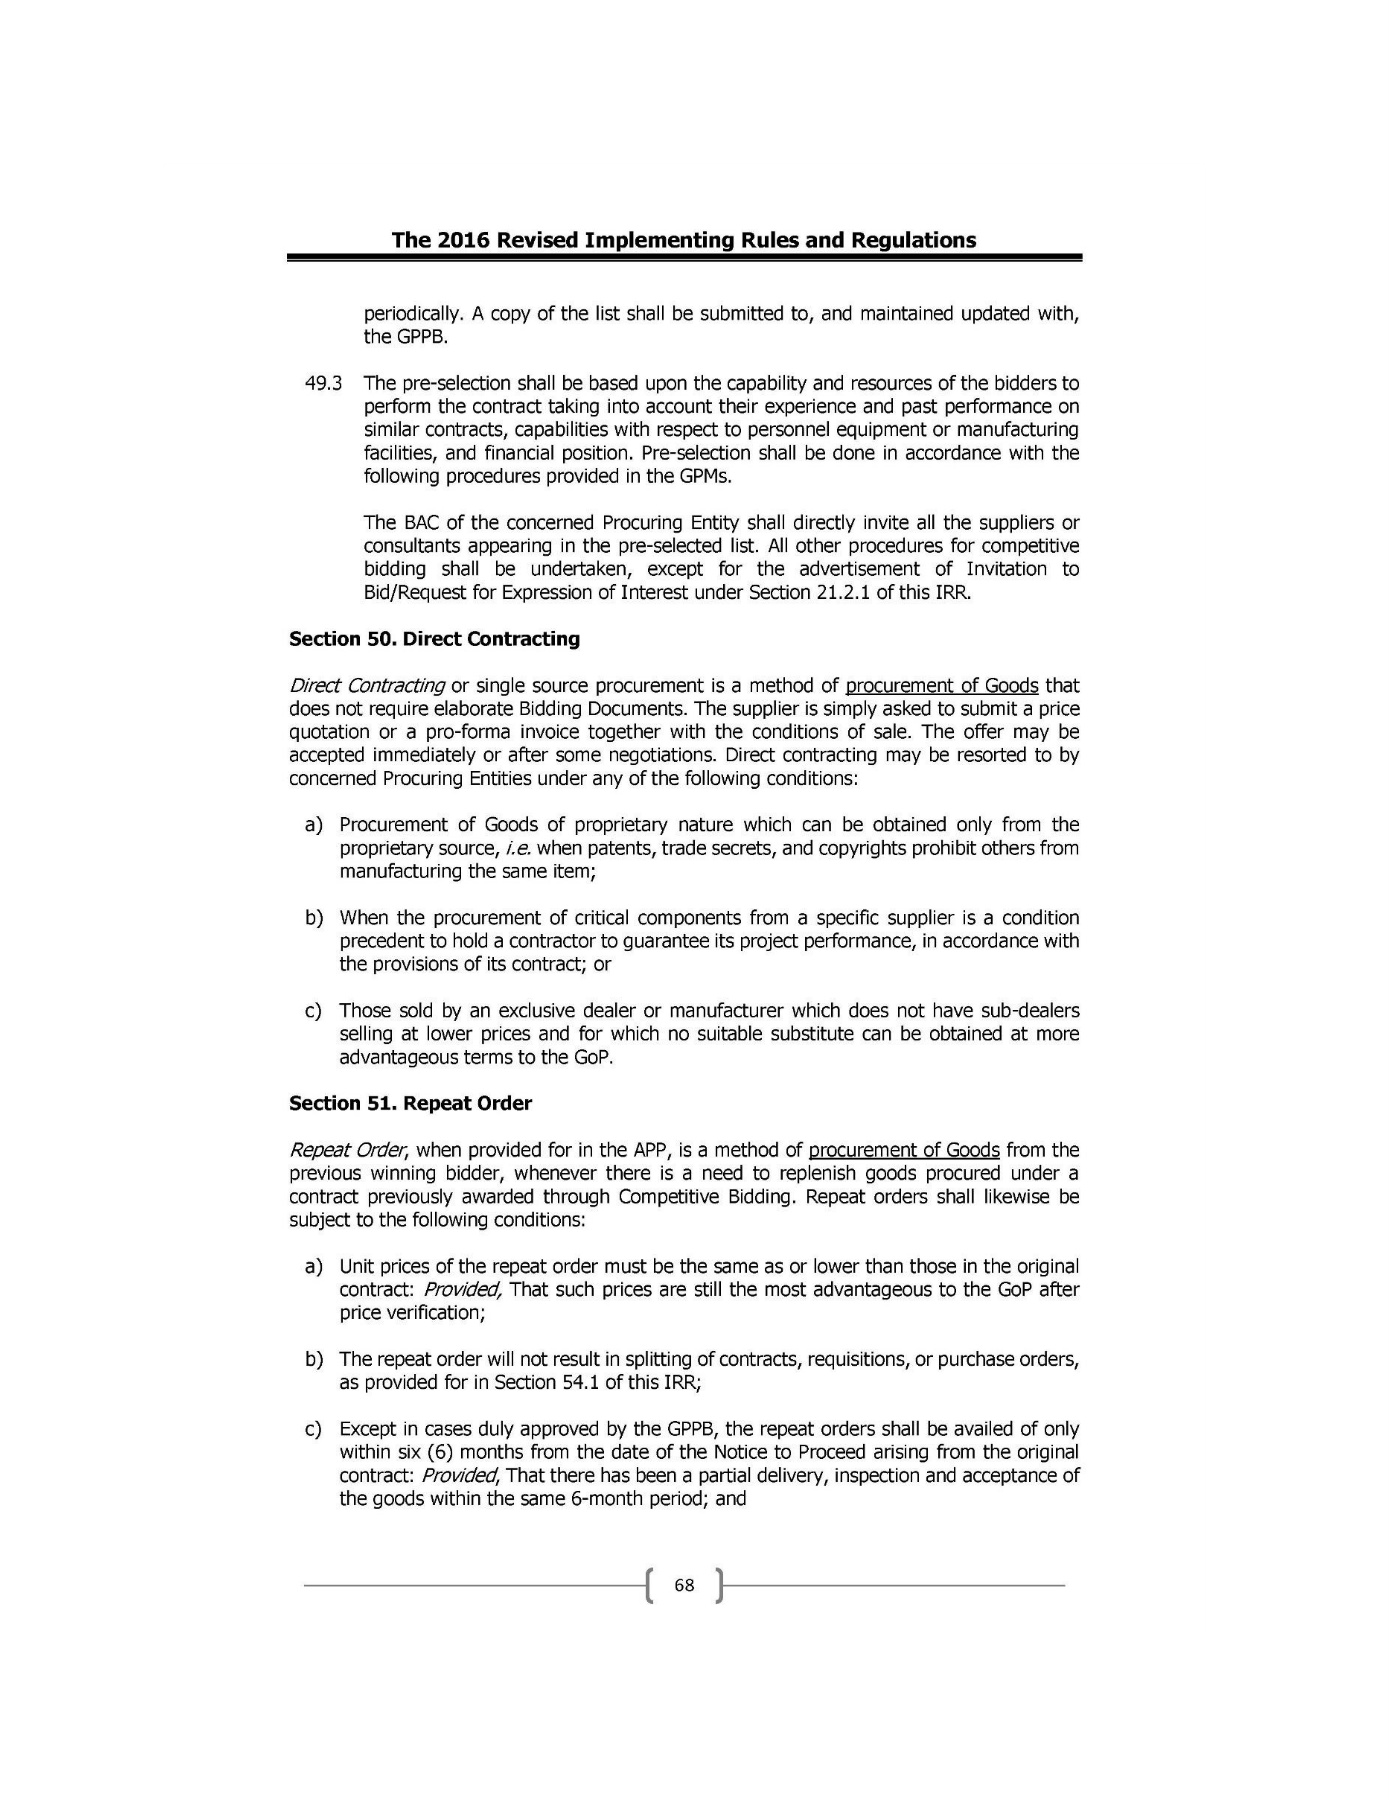 The 2016 Revised Implementing Rules and Regulations
periodically. A copy of the list shall be submitted to, and maintained updated with,
the GPPB.
49.3 The pre-selection shall be based upon the capability and resources of the bidders to
perform the contract taking into account their experience and past performance on
similar contracts, capabilities with respect to personnel equipment or manufacturing
facilities, and financial position. Pre-selection shall be done in accordance with the
following procedures provided in the GPMs.
The BAC of the concerned Procuring Entity shall directly invite all the suppliers or
consultants appearing in the pre-selected list. All other procedures for competitive
bidding shall be undertaken, except for the advertisement of Invitation to
Bid/Request for Expression of Interest under Section 21.2.1 of this IRR.
Section 50. Direct Contracting
Direct Contracting or single source procurement is a method of procurement of Goods that
does not require elaborate Bidding Documents. The supplier is simply asked to submit a price
quotation or a pro-forma invoice together with the conditions of sale. The offer may be
accepted immediately or after some negotiations. Direct contracting may be resorted to by
concerned Procuring Entities under any of the following conditions:
a) Procurement of Goods of proprietary nature which can be obtained only from the
proprietary source, i.e. when patents, trade secrets, and copyrights prohibit others from
manufacturing the same item;
b) When the procurement of critical components from a specific supplier is a condition
precedent to hold a contractor to guarantee its project performance, in accordance with
the provisions of its contract; or
c) Those sold by an exclusive dealer or manufacturer which does not have sub-dealers
selling at lower prices and for which no suitable substitute can be obtained at more
advantageous terms to the GoP.
Section 51. Repeat Order
Repeat Order, when provided for in the APP, is a method of procurement of Goods from the
previous winning bidder, whenever there is a need to replenish goods procured under a
contract previously awarded through Competitive Bidding. Repeat orders shall likewise be
subject to the following conditions:
a) Unit prices of the repeat order must be the same as or lower than those in the original
contract: Provided, That such prices are still the most advantageous to the GoP after
price verification;
b) The repeat order will not result in splitting of contracts, requisitions, or purchase orders,
as provided for in Section 54.1 of this IRR;
c) Except in cases duly approved by the GPPB, the repeat orders shall be availed of only
within six (6) months from the date of the Notice to Proceed arising from the original
contract: Provided, That there has been a partial delivery, inspection and acceptance of
the goods within the same 6-month period; and
68